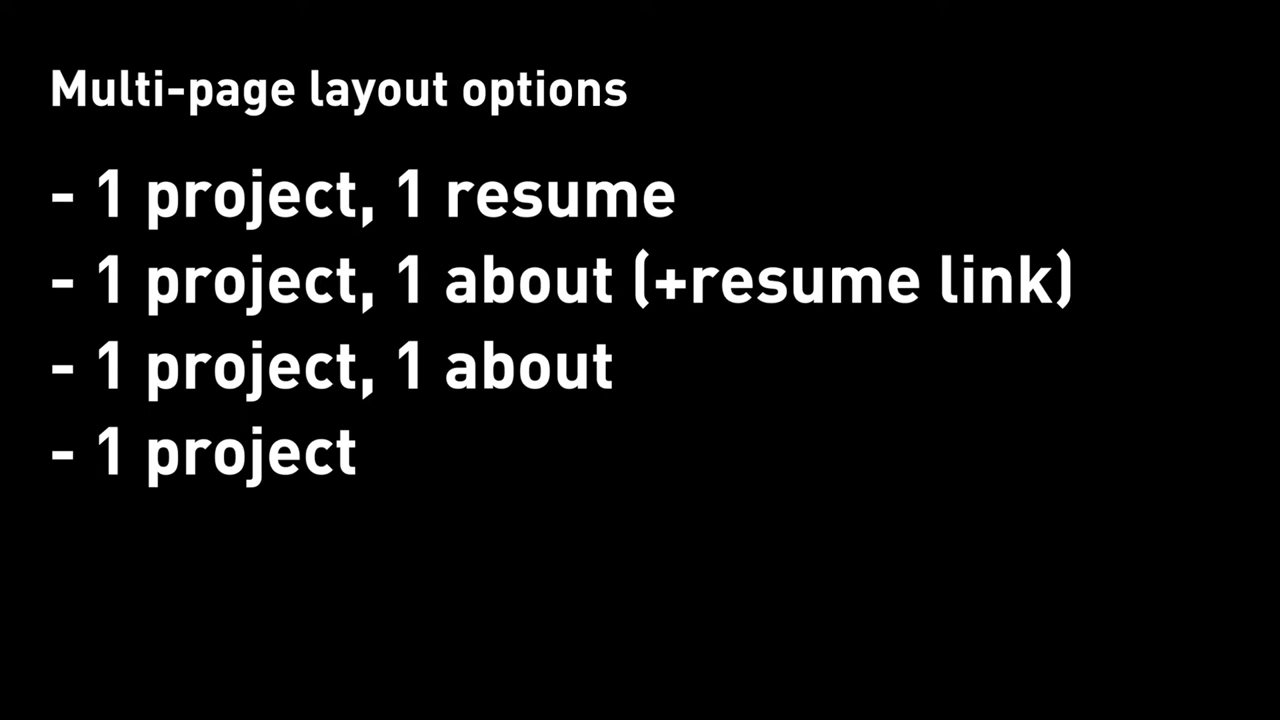 Multi-page layout options
- 1 project, 1 resume
- 1 project, 1 about (+resume link)
- 1 project, 1 about
- 1 project